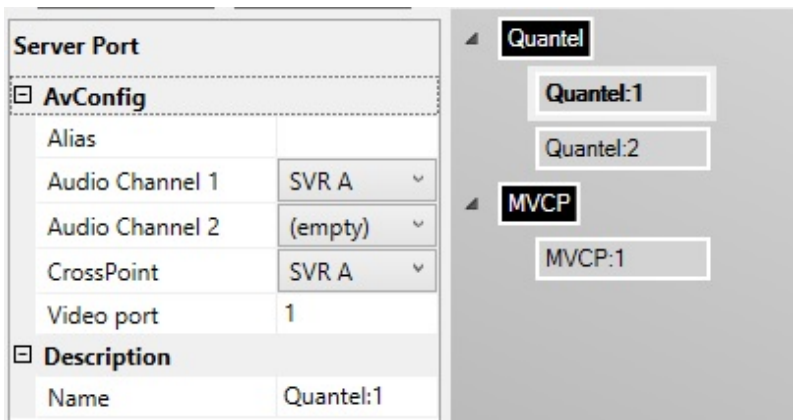 Server Port
AvConfig
Alias
Audio Channel 1 SVR A
Audio Channel 2 (empty)
CrossPoint SVR A
Video port 1
Description
Name Quantel:1
Quantel
Quantel:1
Quantel:2
MVCP
MVCP:1